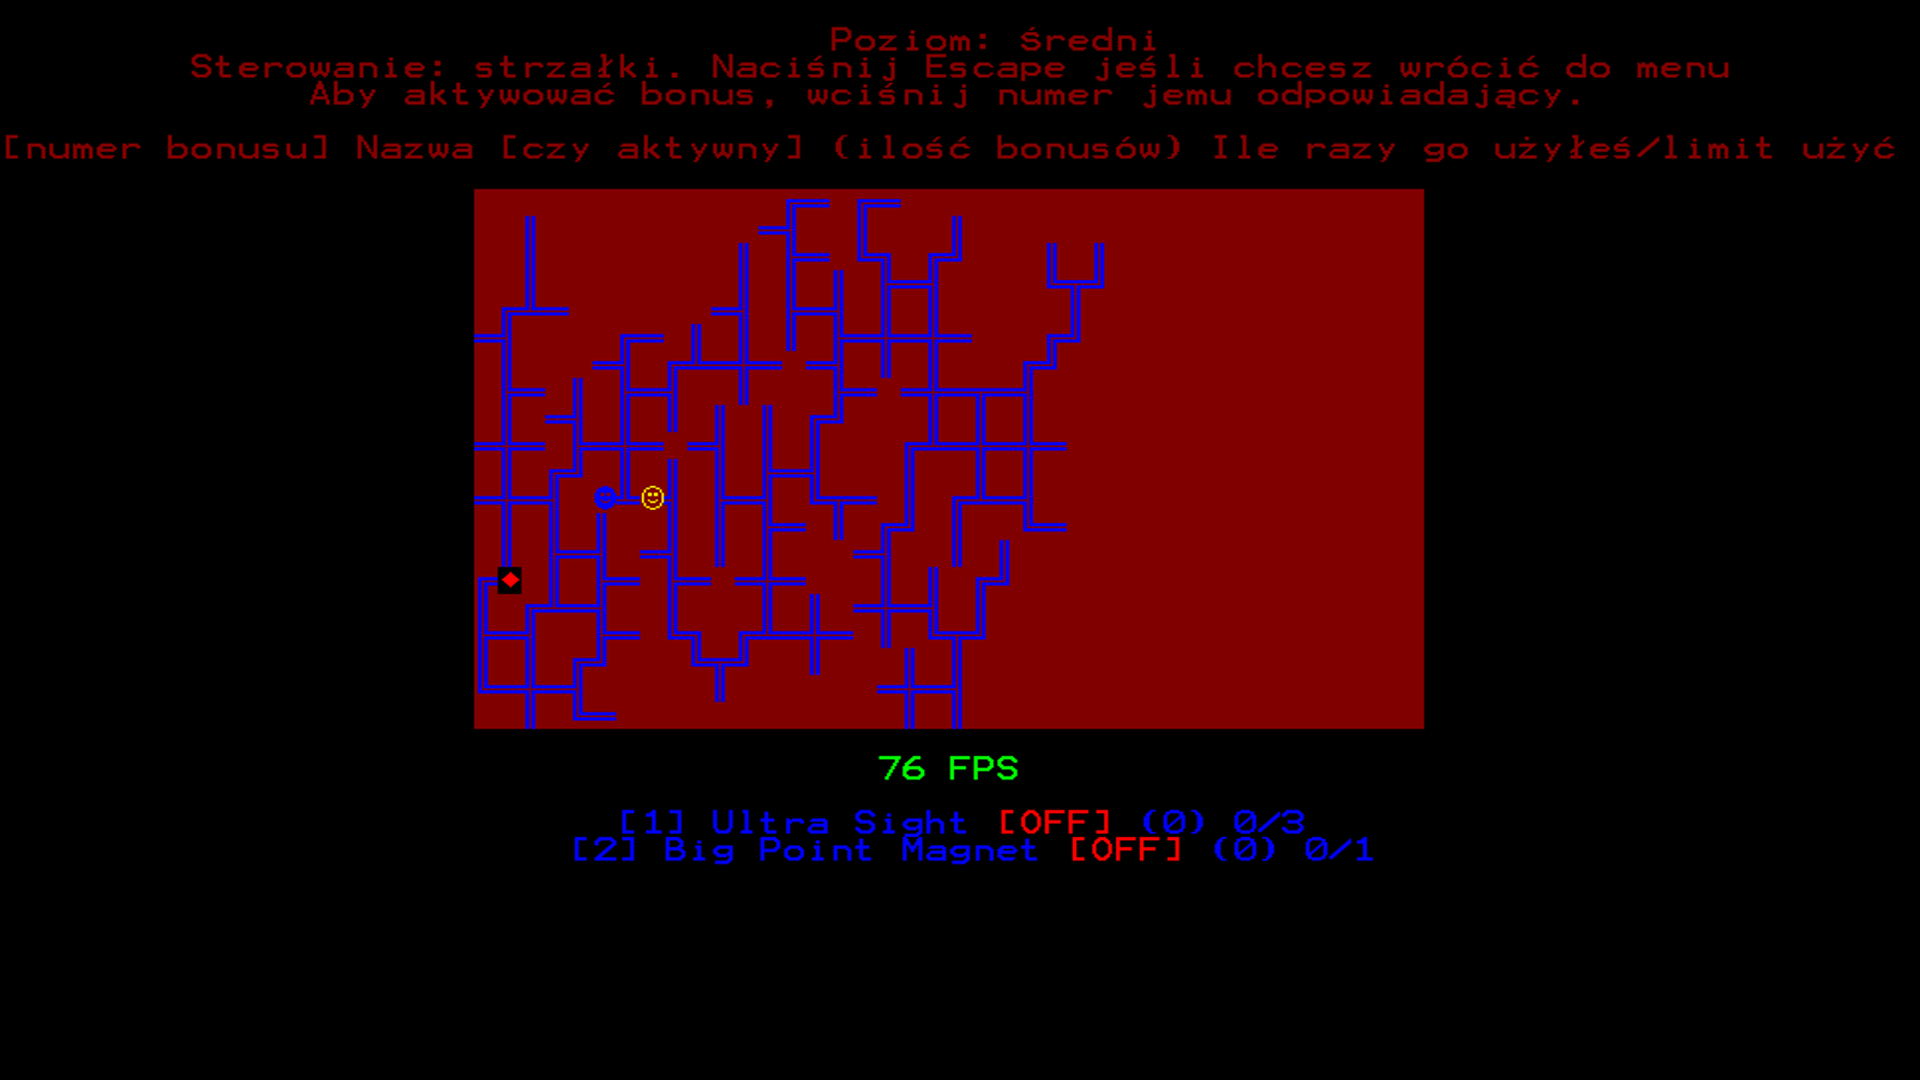 Poziom: Średni
Sterowanie: strzałki. Naciśnij Escape jeśli chcesz wrócić do menu
Aby aktywować bonus, wciśnij numer jemu odpowiadający.
[numer bonusu] Nazwa [czy aktywny] (ilość bonusów) Ile razy go użyłeś/limit użyć
76 FPS
[1] Ultra Sight [OFF] (0) 0/3
[2] Big Point Magnet [OFF] (0) 0/1